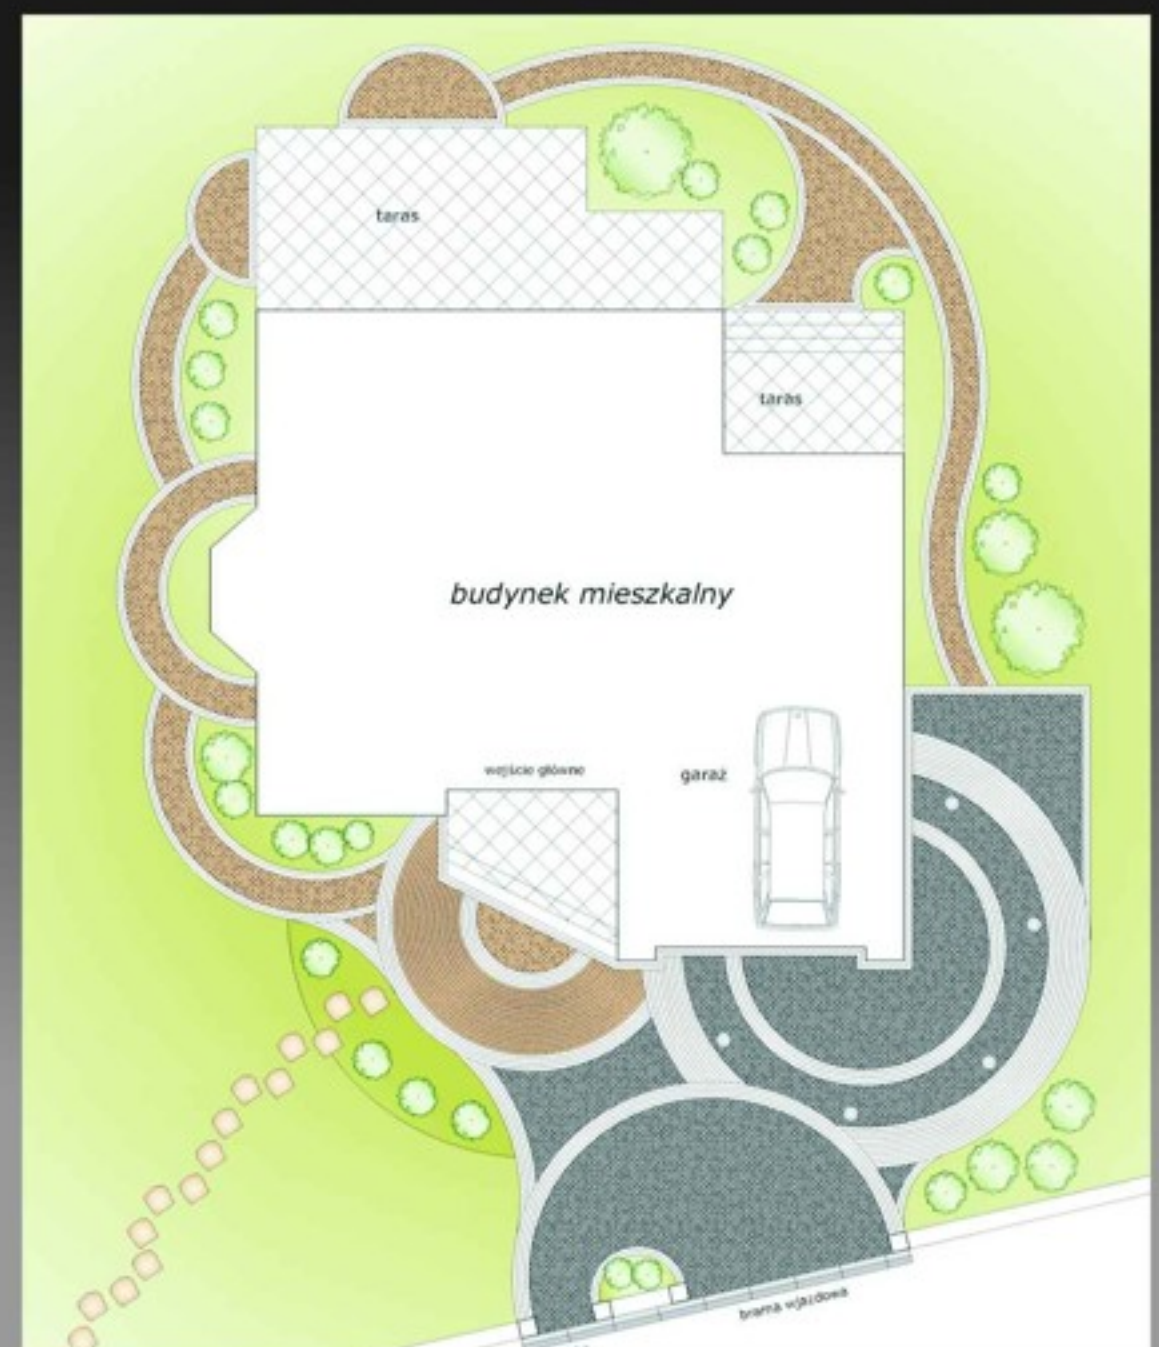 taras
taras
budynek mieszkalny
wejście główne
garaż
brama wjazdowa